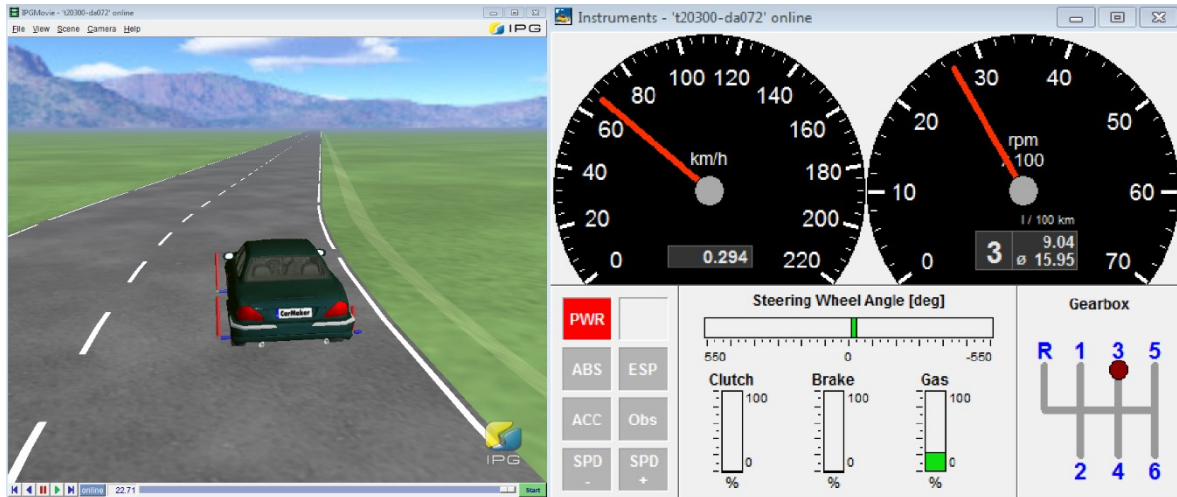 IPGMovie - 't20300-da072' online
File View Scene Camera Help
IPG
CarMaker
IPG
online 22.71 Start
Instruments - 't20300-da072' online
0 20 40 60 80 100 120 140 160 180 200 220
km/h
0.294
0 10 20 30 40 50 60 70
rpm
100
l / 100 km
3
9.04
ø 15.95
PWR
ABS ESP
ACC Obs
SPD - SPD +
Steering Wheel Angle [deg]
550 0 -550
Clutch Brake Gas
100 100 100
0 0 0
% % %
Gearbox
R 1 3 5
2 4 6